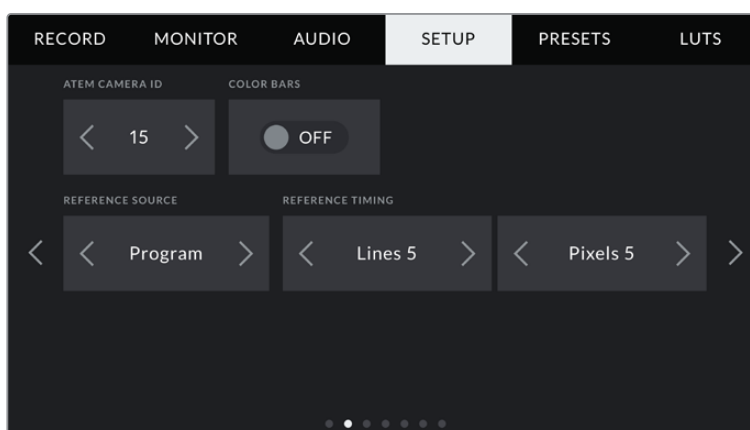 RECORD MONITOR AUDIO SETUP PRESETS LUTS
ATEM CAMERA ID COLOR BARS
15 OFF
REFERENCE SOURCE REFERENCE TIMING
Program Lines 5 Pixels 5